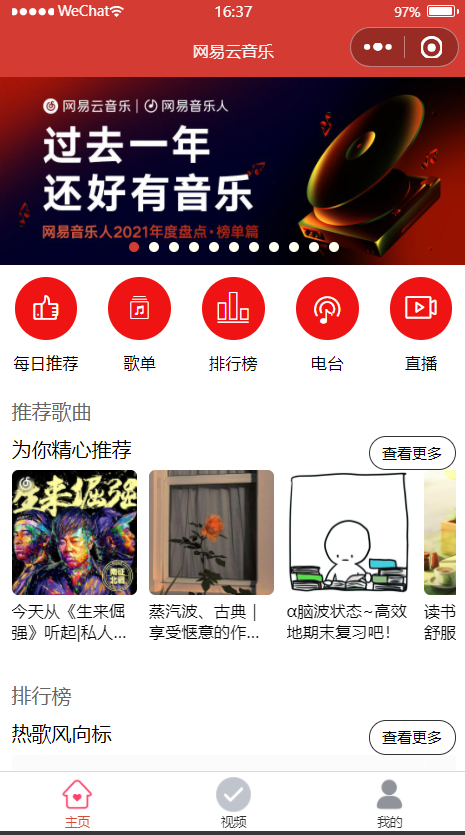 WeChat 16:37 97%
网易云音乐
网易云音乐 | 网易音乐人
过去一年
还好有音乐
网易音乐人2021年度盘点·榜单篇
每日推荐 歌单 排行榜 电台 直播
推荐歌曲
为你精心推荐 查看更多
生来倔强
南征北战
今天从《生来倔 蒸汽波、古典｜ α脑波状态~高效 读书
强》听起|私人... 享受惬意的作... 地期末复习吧！ 舒服
排行榜
热歌风向标 查看更多
主页 视频 我的